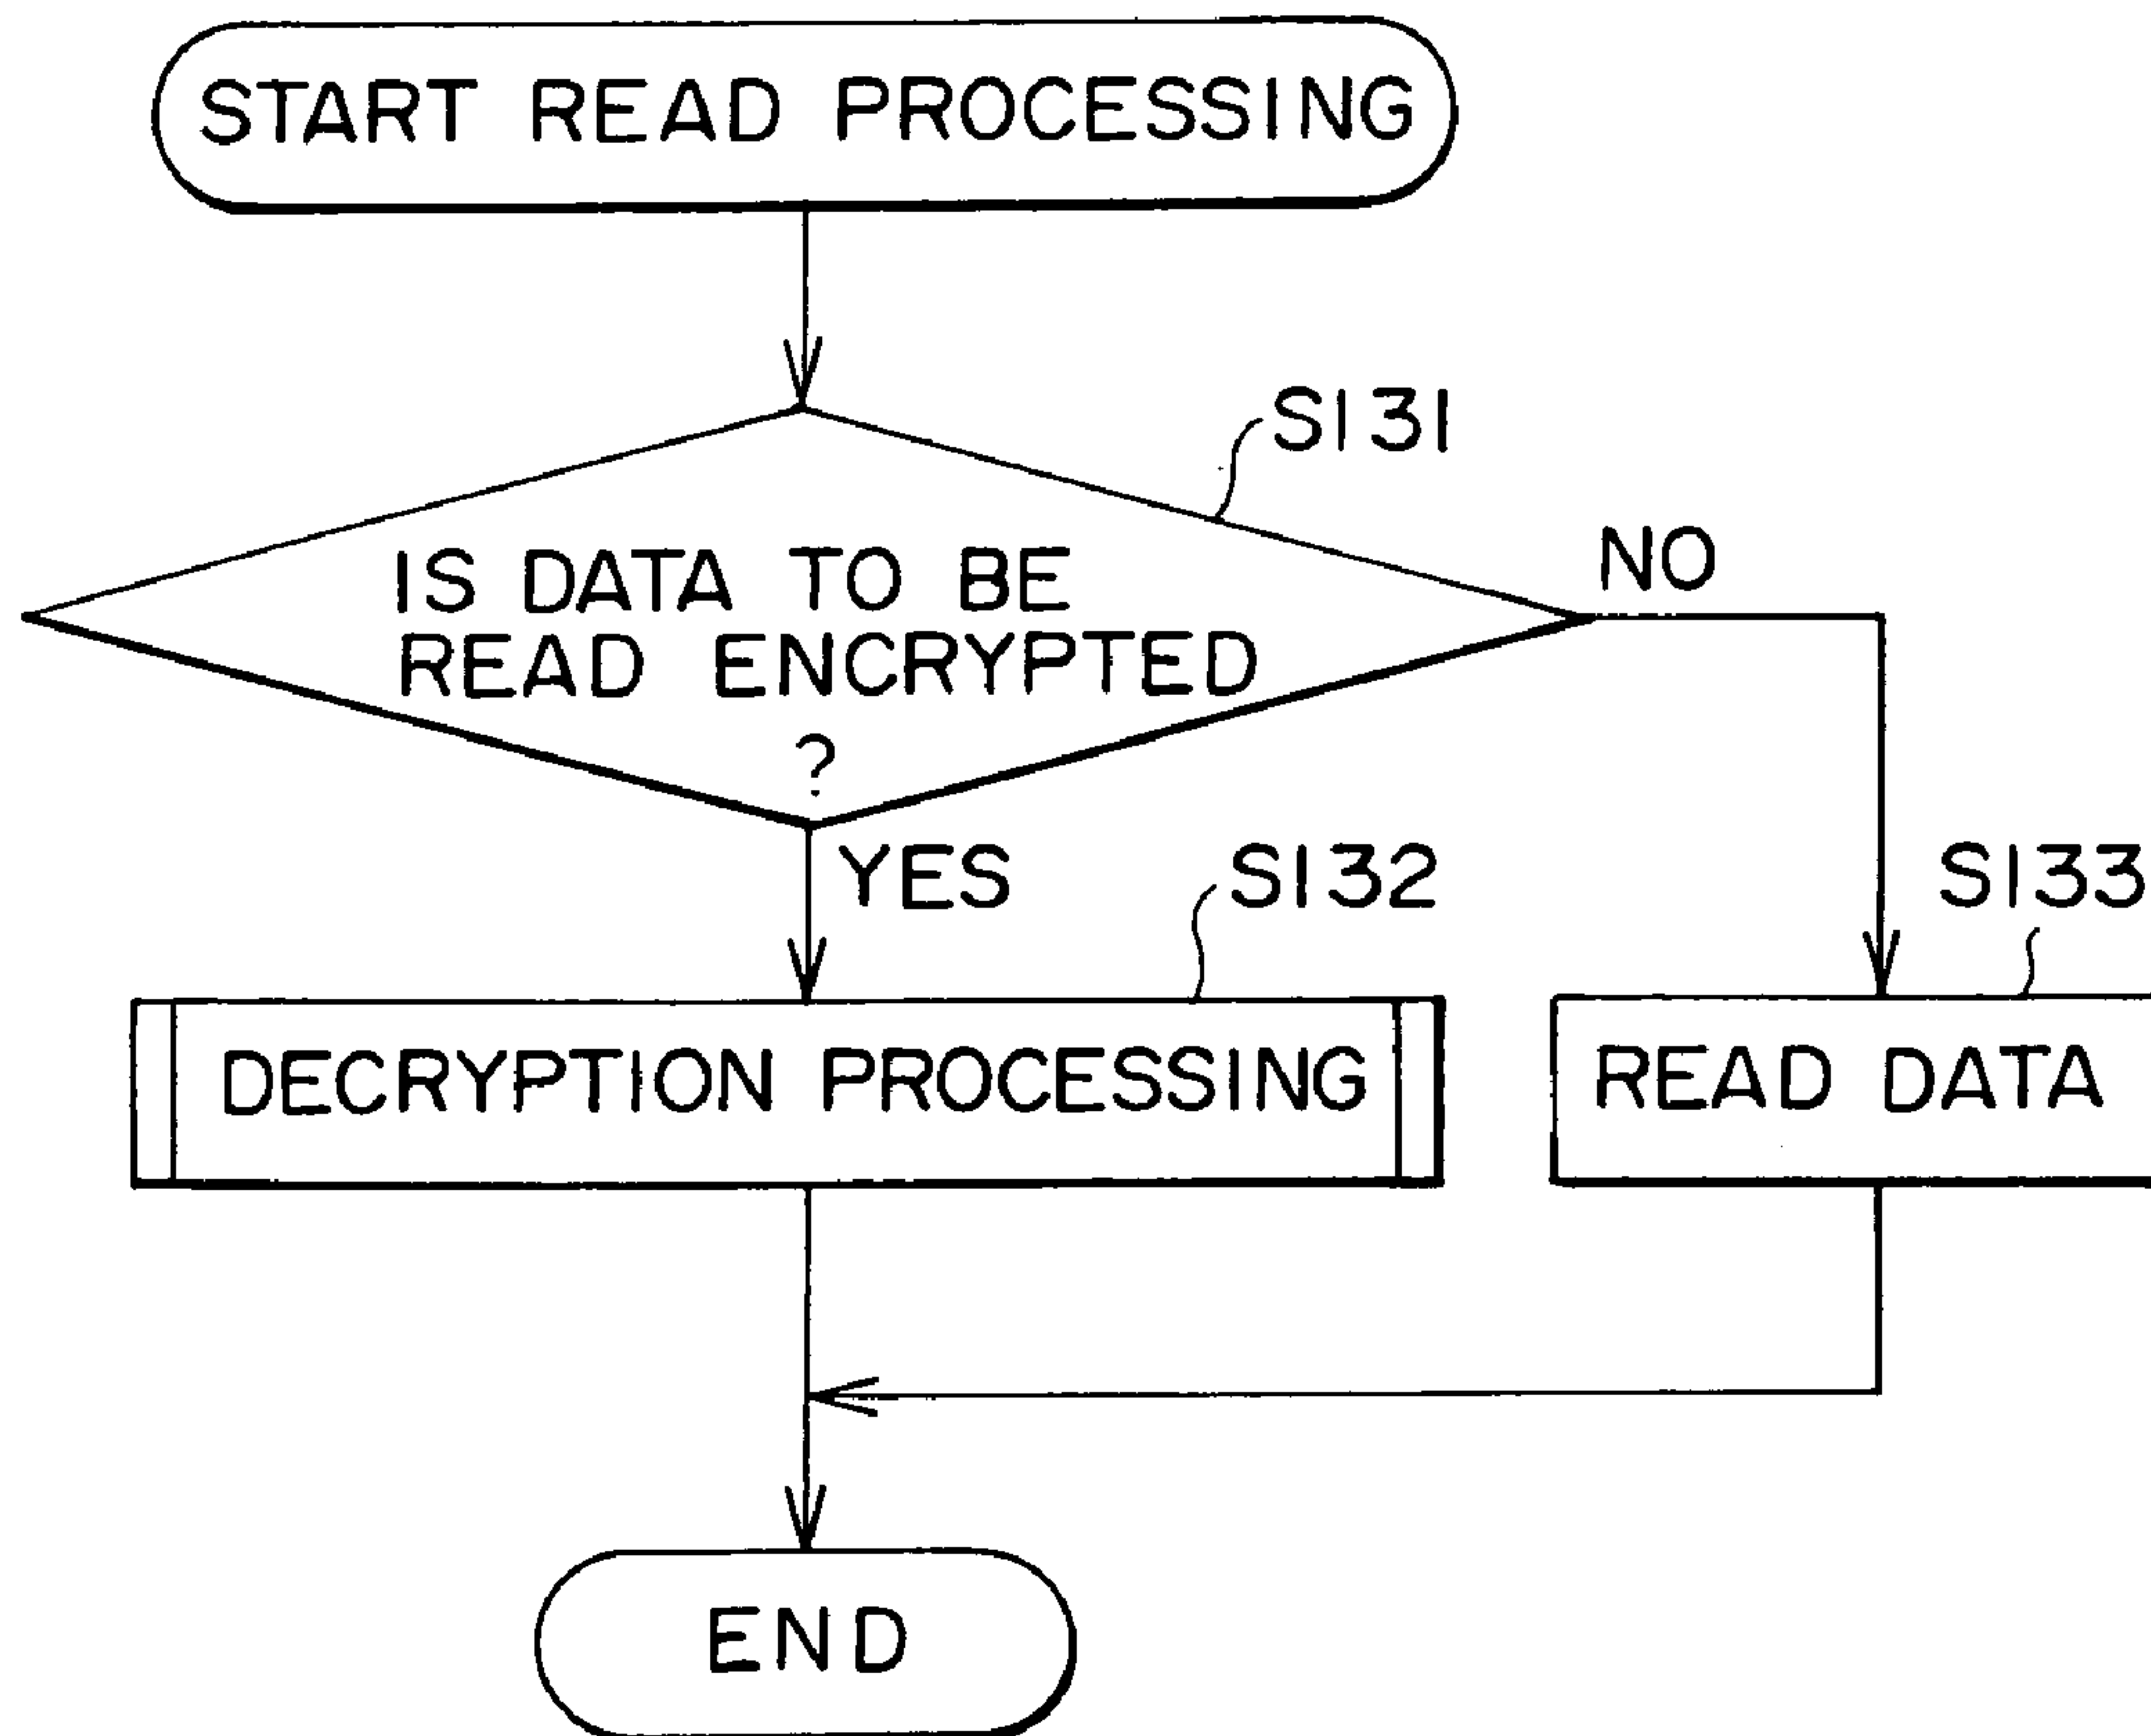 START READ PROCESSING
S131
IS DATA TO BE
READ ENCRYPTED
?
NO
YES
S132
S133
DECRYPTION PROCESSING
READ DATA
END